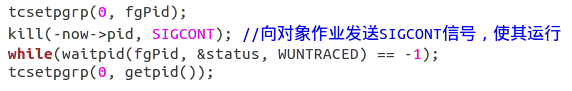 tcsetpgrp(0, fgPid);
kill(-now->pid, SIGCONT); //向对象作业发送SIGCONT信号，使其运行
while(waitpid(fgPid, &status, WUNTRACED) == -1);
tcsetpgrp(0, getpid());